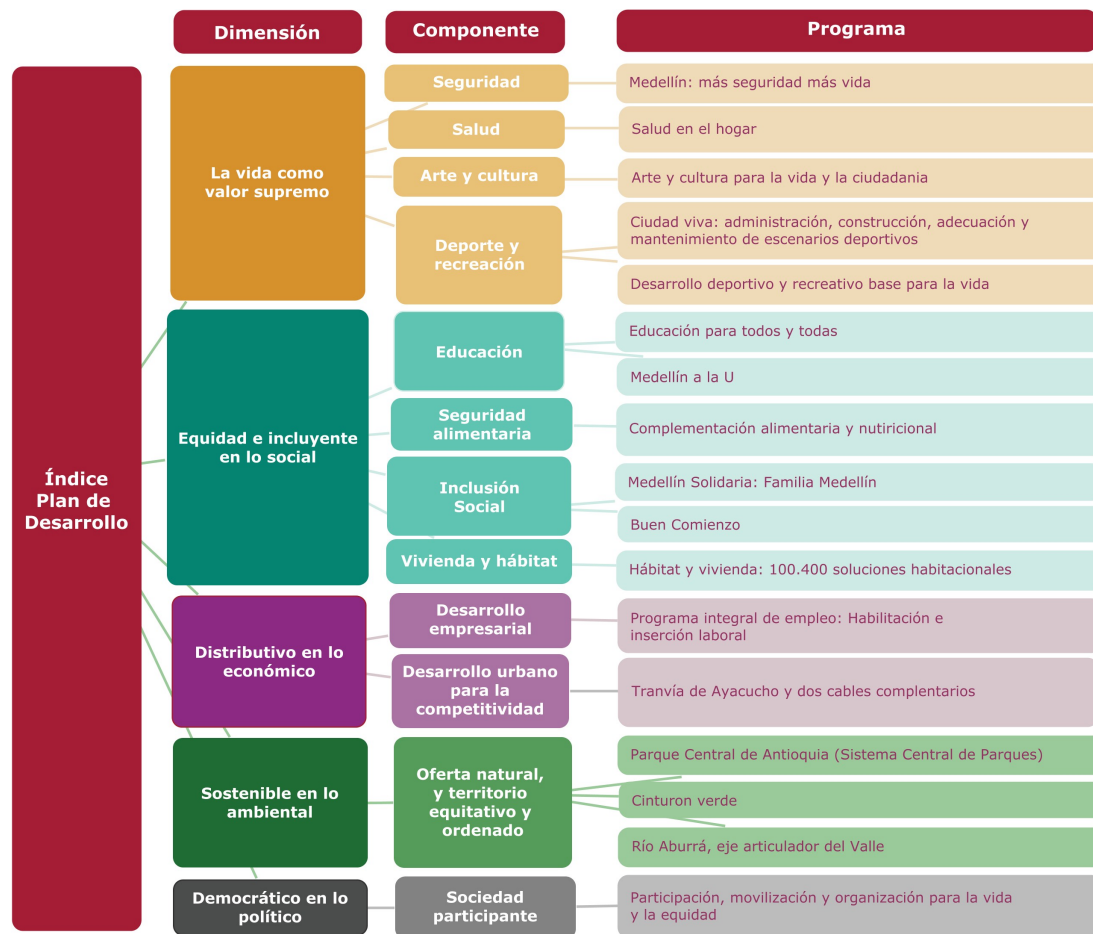 Dimensión
Componente
Programa
Índice
Plan de
Desarrollo
La vida como
valor supremo
Seguridad
Medellín: más seguridad más vida
Salud
Salud en el hogar
Arte y cultura
Arte y cultura para la vida y la ciudadania
Deporte y
recreación
Ciudad viva: administración, construcción, adecuación y
mantenimiento de escenarios deportivos
Desarrollo deportivo y recreativo base para la vida
Equidad e incluyente
en lo social
Educación
Educación para todos y todas
Medellín a la U
Seguridad
alimentaria
Complementación alimentaria y nutiricional
Inclusión
Social
Medellín Solidaria: Familia Medellín
Buen Comienzo
Vivienda y hábitat
Hábitat y vivienda: 100.400 soluciones habitacionales
Distributivo en lo
económico
Desarrollo
empresarial
Programa integral de empleo: Habilitación e
inserción laboral
Desarrollo urbano
para la
competitividad
Tranvía de Ayacucho y dos cables complentarios
Sostenible en lo
ambiental
Oferta natural,
y territorio
equitativo y
ordenado
Parque Central de Antioquia (Sistema Central de Parques)
Cinturon verde
Río Aburrá, eje articulador del Valle
Democrático en lo
político
Sociedad
participante
Participación, movilización y organización para la vida
y la equidad